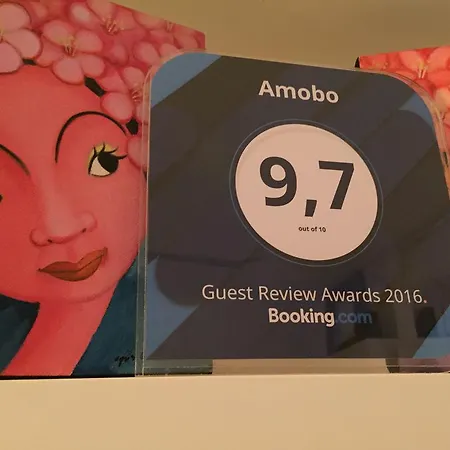 Amobo
9,7
out of 10
Guest Review Awards 2016.
Booking.com